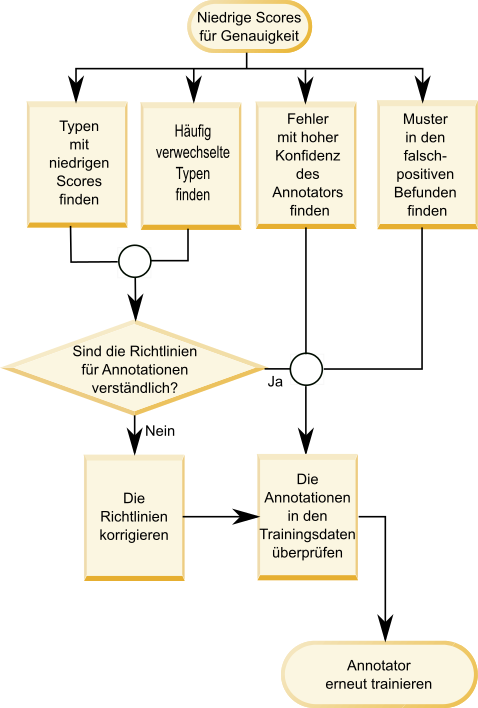 Niedrige Scores
für Genauigkeit
Typen
mit
niedrigen
Scores
finden
Häufig
verwechselte
Typen
finden
Fehler
mit hoher
Konfidenz
des
Annotators
finden
Muster
in den
falsch-
positiven
Befunden
finden
Sind die Richtlinien
für Annotationen
verständlich?
Ja
Nein
Die
Richtlinien
korrigieren
Die
Annotationen
in den
Trainingsdaten
überprüfen
Annotator
erneut trainieren